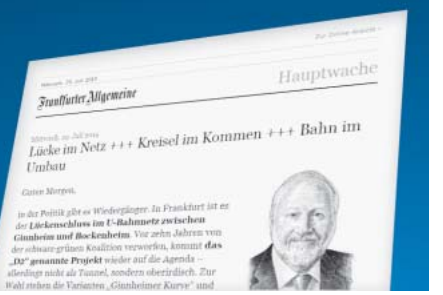 Zur Online-Ansicht >
Frankfurter Allgemeine
Hauptwache
Mittwoch,
Lücke im Netz +++ Kreisel im Kommen +++ Bahn im
Umbau
Guten Morgen,
in der Politik gibt es Wiedergänger. In Frankfurt ist es
der Lückenschluss im U-Bahnnetz zwischen
Ginnheim und Bockenheim. Vor zehn Jahren von
der schwarz-grünen Koalition verworfen, kommt das
„D2“ genannte Projekt wieder auf die Agenda –
allerdings nicht als Tunnel, sondern oberirdisch. Zur
Wahl stehen die Varianten „Ginnheimer Kurve“ und